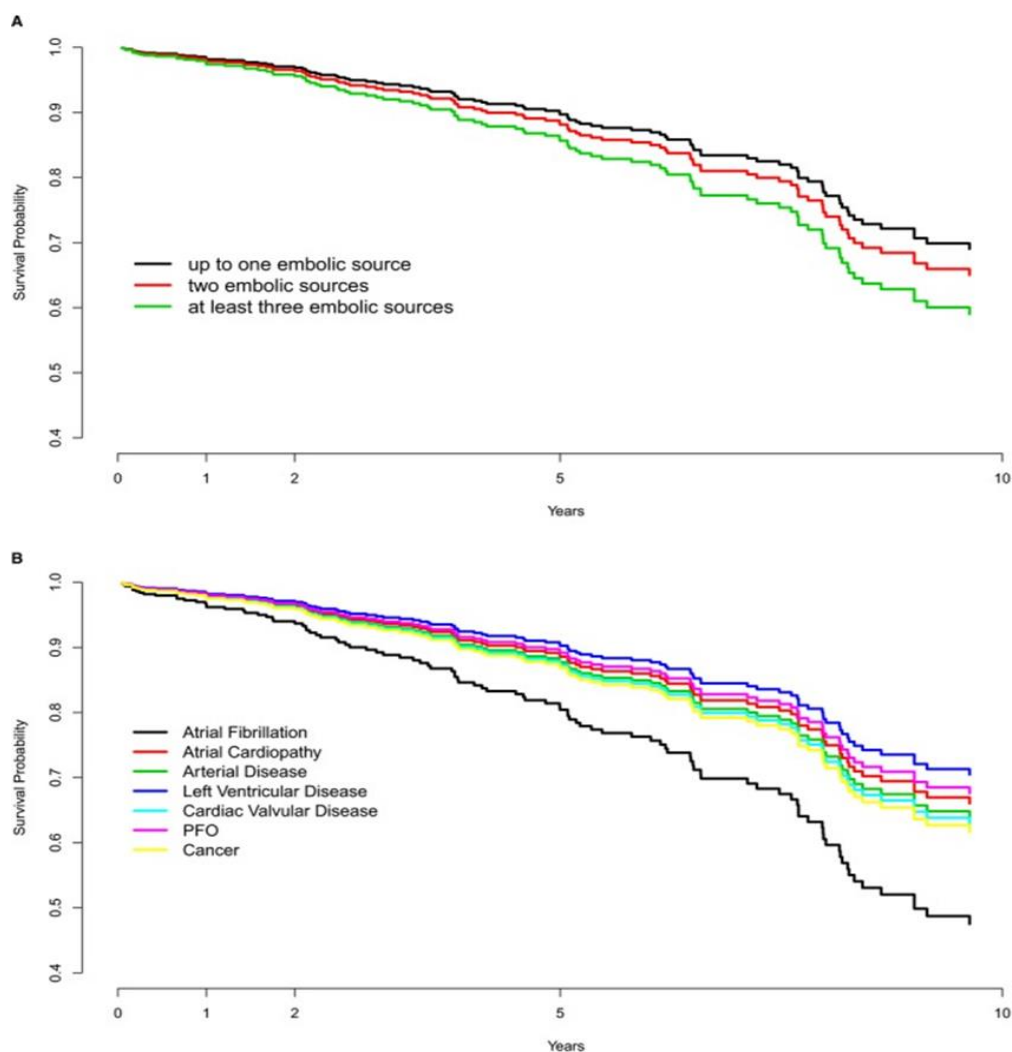 A
1.0
0.9
0.8
0.7
0.6
0.5
0.4
Survival Probability
up to one embolic source
two embolic sources
at least three embolic sources
0 1 2 5 10
Years
B
1.0
0.9
0.8
0.7
0.6
0.5
0.4
Survival Probability
Atrial Fibrillation
Atrial Cardiopathy
Arterial Disease
Left Ventricular Disease
Cardiac Valvular Disease
PFO
Cancer
0 1 2 5 10
Years